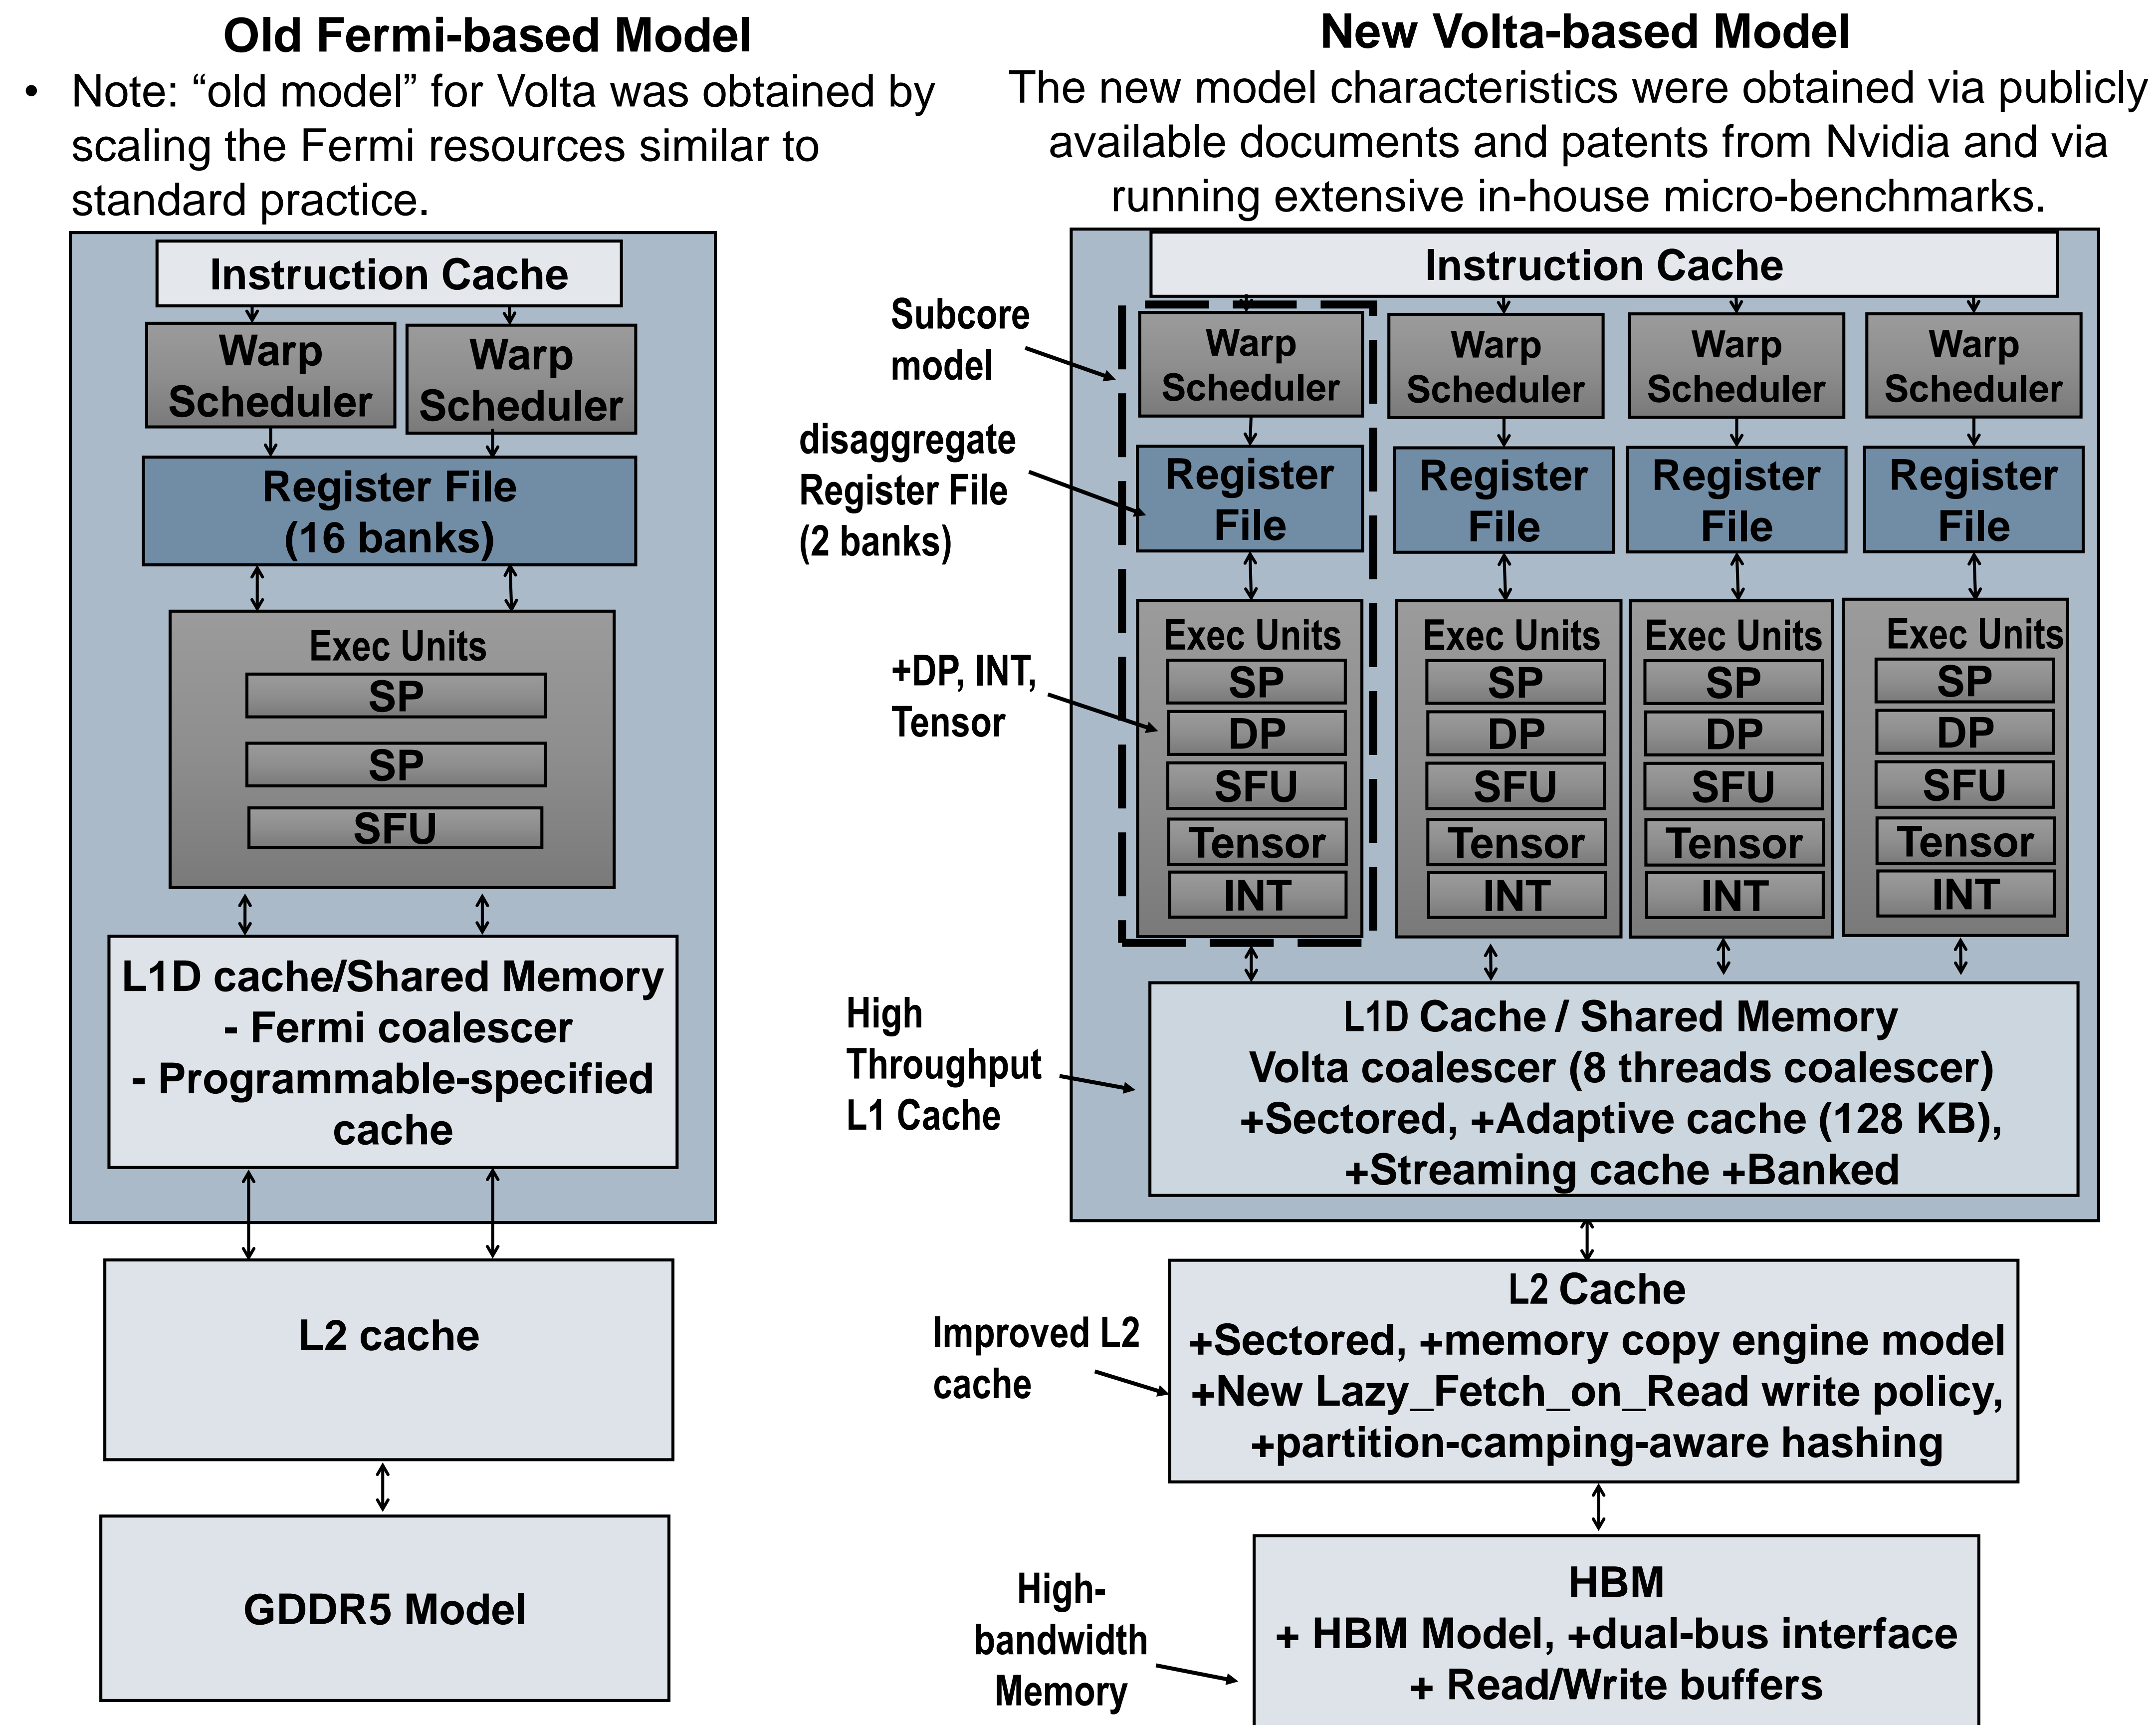 Old Fermi-based Model
• Note: “old model” for Volta was obtained by
scaling the Fermi resources similar to
standard practice.
Instruction Cache
Warp
Scheduler
Warp
Scheduler
Register File
(16 banks)
Exec Units
SP
SP
SFU
L1D cache/Shared Memory
- Fermi coalescer
- Programmable-specified
cache
L2 cache
GDDR5 Model
New Volta-based Model
The new model characteristics were obtained via publicly
available documents and patents from Nvidia and via
running extensive in-house micro-benchmarks.
Instruction Cache
Subcore
model
Warp
Scheduler
Warp
Scheduler
Warp
Scheduler
Warp
Scheduler
disaggregate
Register File
(2 banks)
Register
File
Register
File
Register
File
Register
File
+DP, INT,
Tensor
Exec Units
SP
DP
SFU
Tensor
INT
Exec Units
SP
DP
SFU
Tensor
INT
Exec Units
SP
DP
SFU
Tensor
INT
Exec Units
SP
DP
SFU
Tensor
INT
High
Throughput
L1 Cache
L1D Cache / Shared Memory
Volta coalescer (8 threads coalescer)
+Sectored, +Adaptive cache (128 KB),
+Streaming cache +Banked
Improved L2
cache
L2 Cache
+Sectored, +memory copy engine model
+New Lazy_Fetch_on_Read write policy,
+partition-camping-aware hashing
High-
bandwidth
Memory
HBM
+ HBM Model, +dual-bus interface
+ Read/Write buffers